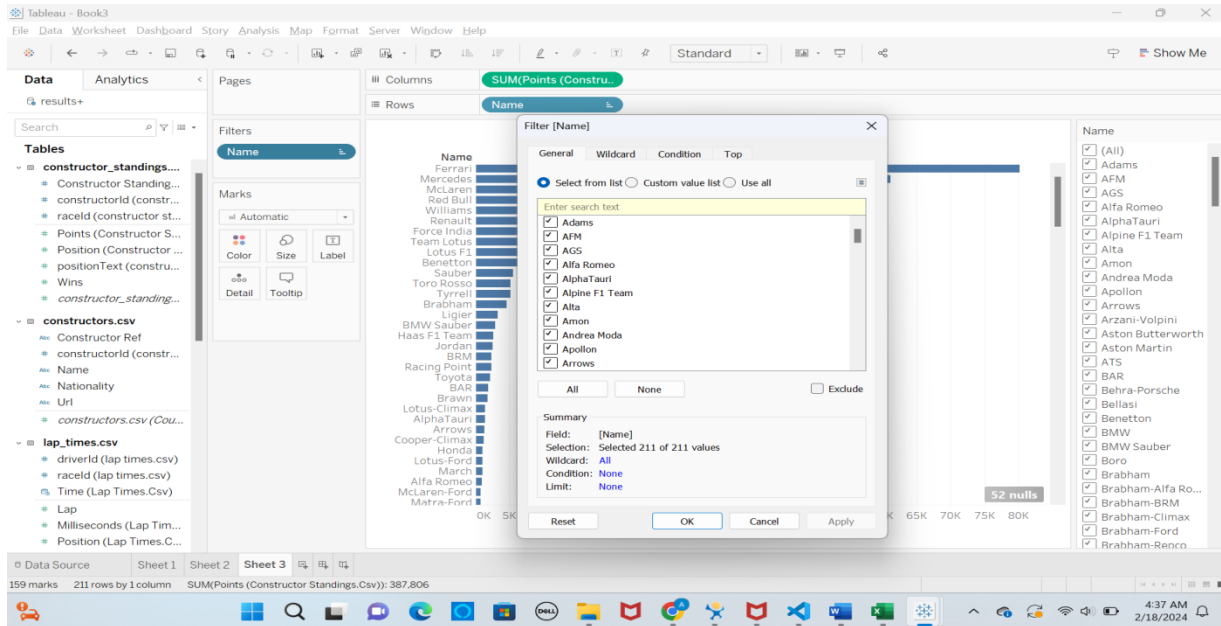 Tableau - Book3
File Data Worksheet Dashboard Story Analysis Map Format Server Window Help
Standard
Show Me
Data Analytics
Pages
Columns
SUM(Points (Constru..
results+
Rows
Name
Search
Filters
Name
Tables
constructor_standings....
# Constructor Standing...
# constructorId (constr...
# raceId (constructor st...
# Points (Constructor S...
# Position (Constructor ...
# positionText (constru...
# Wins
# constructor_standing...
constructors.csv
Abc Constructor Ref
# constructorId (constr...
Abc Name
Abc Nationality
Abc Url
# constructors.csv (Cou...
lap_times.csv
# driverId (lap times.csv)
# raceId (lap times.csv)
Time (Lap Times.Csv)
# Lap
# Milliseconds (Lap Tim...
# Position (Lap Times.C...
Marks
Automatic
Color Size Label
Detail Tooltip
Name
Ferrari
Mercedes
McLaren
Red Bull
Williams
Renault
Force India
Team Lotus
Lotus F1
Benetton
Sauber
Toro Rosso
Tyrrell
Brabham
Ligier
BMW Sauber
Haas F1 Team
Jordan
BRM
Racing Point
Toyota
BAR
Brawn
Lotus-Climax
AlphaTauri
Arrows
Cooper-Climax
Honda
Lotus-Ford
March
Alfa Romeo
McLaren-Ford
Matra-Ford
0K 5K
K 65K 70K 75K 80K
52 nulls
Filter [Name]
General Wildcard Condition Top
Select from list Custom value list Use all
Enter search text
Adams
AFM
AGS
Alfa Romeo
AlphaTauri
Alpine F1 Team
Alta
Amon
Andrea Moda
Apollon
Arrows
All None Exclude
Summary
Field: [Name]
Selection: Selected 211 of 211 values
Wildcard: All
Condition: None
Limit: None
Reset OK Cancel Apply
Name
(All)
Adams
AFM
AGS
Alfa Romeo
AlphaTauri
Alpine F1 Team
Alta
Amon
Andrea Moda
Apollon
Arrows
Arzani-Volpini
Aston Butterworth
Aston Martin
ATS
BAR
Behra-Porsche
Bellasi
Benetton
BMW
BMW Sauber
Boro
Brabham
Brabham-Alfa Ro...
Brabham-BRM
Brabham-Climax
Brabham-Ford
Brabham-Repco
Data Source Sheet 1 Sheet 2 Sheet 3
159 marks 211 rows by 1 column SUM(Points (Constructor Standings.Csv)): 387,806
DELL
4:37 AM
2/18/2024